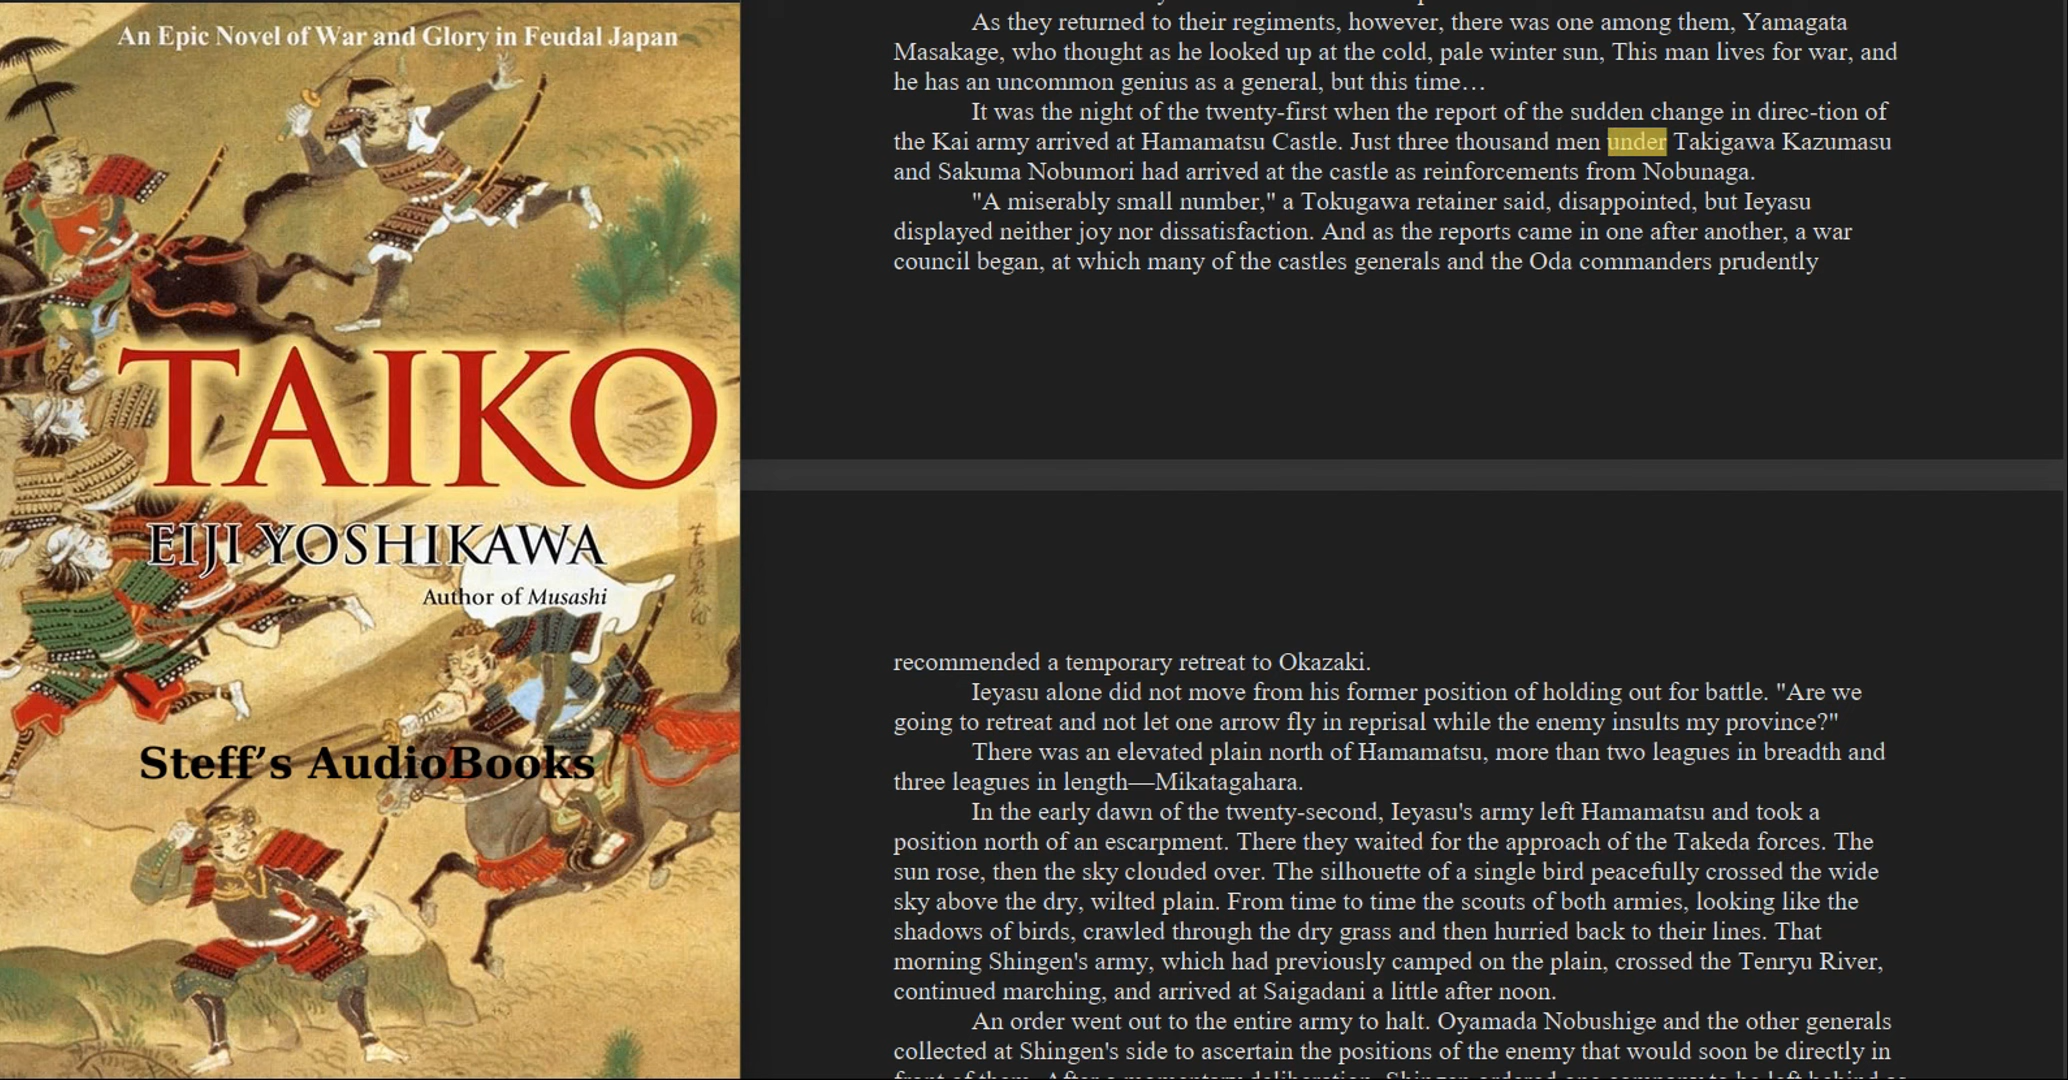 An Epic Novel of War and Glory in Feudal Japan
TAIKO
EIJI YOSHIKAWA
Author of Musashi
Steff’s AudioBooks
As they returned to their regiments, however, there was one among them, Yamagata
Masakage, who thought as he looked up at the cold, pale winter sun, This man lives for war, and
he has an uncommon genius as a general, but this time…
It was the night of the twenty-first when the report of the sudden change in direc-tion of
the Kai army arrived at Hamamatsu Castle. Just three thousand men under Takigawa Kazumasu
and Sakuma Nobumori had arrived at the castle as reinforcements from Nobunaga.
"A miserably small number," a Tokugawa retainer said, disappointed, but Ieyasu
displayed neither joy nor dissatisfaction. And as the reports came in one after another, a war
council began, at which many of the castles generals and the Oda commanders prudently
recommended a temporary retreat to Okazaki.
Ieyasu alone did not move from his former position of holding out for battle. "Are we
going to retreat and not let one arrow fly in reprisal while the enemy insults my province?"
There was an elevated plain north of Hamamatsu, more than two leagues in breadth and
three leagues in length—Mikatagahara.
In the early dawn of the twenty-second, Ieyasu's army left Hamamatsu and took a
position north of an escarpment. There they waited for the approach of the Takeda forces. The
sun rose, then the sky clouded over. The silhouette of a single bird peacefully crossed the wide
sky above the dry, wilted plain. From time to time the scouts of both armies, looking like the
shadows of birds, crawled through the dry grass and then hurried back to their lines. That
morning Shingen's army, which had previously camped on the plain, crossed the Tenryu River,
continued marching, and arrived at Saigadani a little after noon.
An order went out to the entire army to halt. Oyamada Nobushige and the other generals
collected at Shingen's side to ascertain the positions of the enemy that would soon be directly in